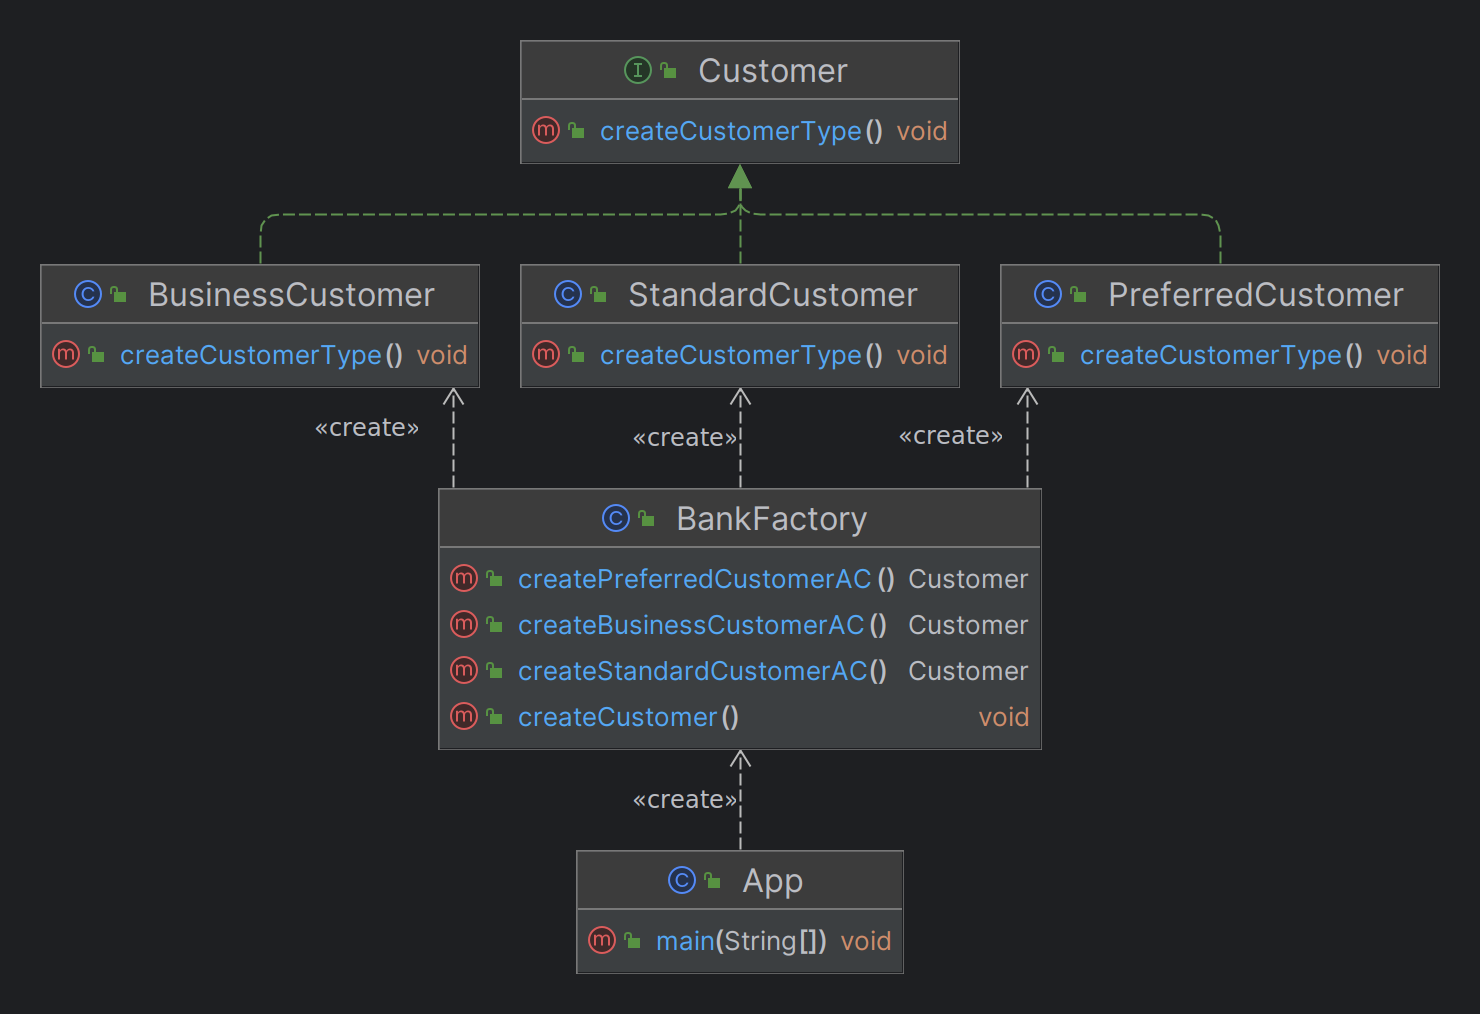 I Customer
m createCustomerType() void
C BusinessCustomer
m createCustomerType() void
C StandardCustomer
m createCustomerType() void
C PreferredCustomer
m createCustomerType() void
«create»
«create»
«create»
C BankFactory
m createPreferredCustomerAC() Customer
m createBusinessCustomerAC() Customer
m createStandardCustomerAC() Customer
m createCustomer() void
«create»
C App
m main(String[]) void